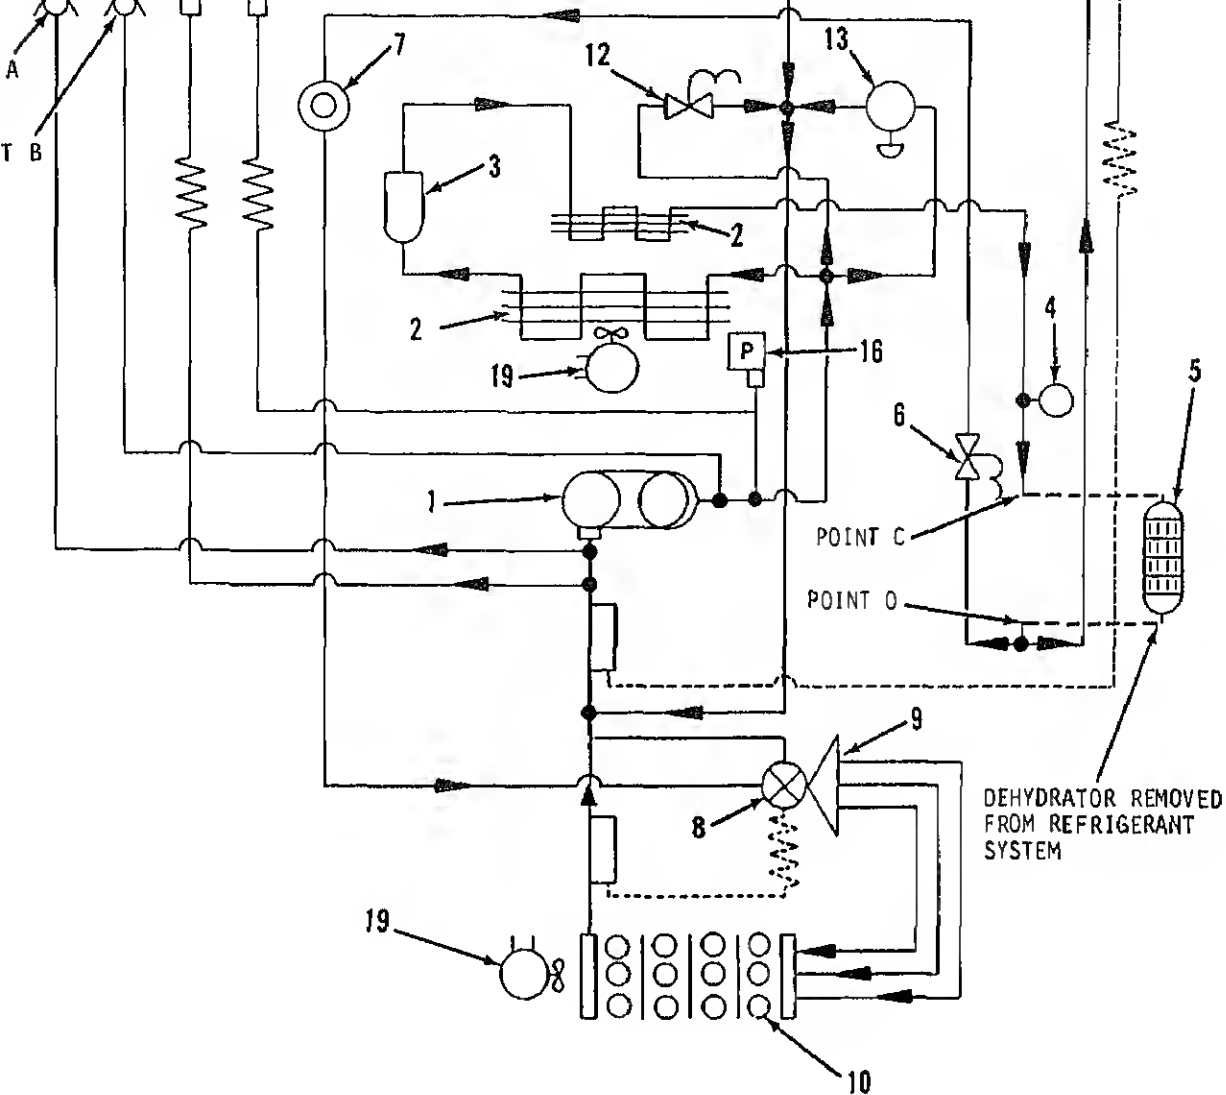 A
T B
7
12
13
3
2
2
19
P
16
4
5
6
1
POINT C
POINT O
9
8
DEHYDRATOR REMOVED
FROM REFRIGERANT
SYSTEM
19
10